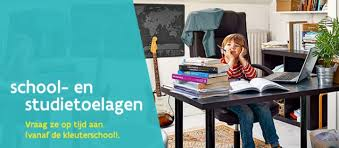 school- en
studietoelagen
Vraag ze op tijd aan
(vanaf de kleuterschool).